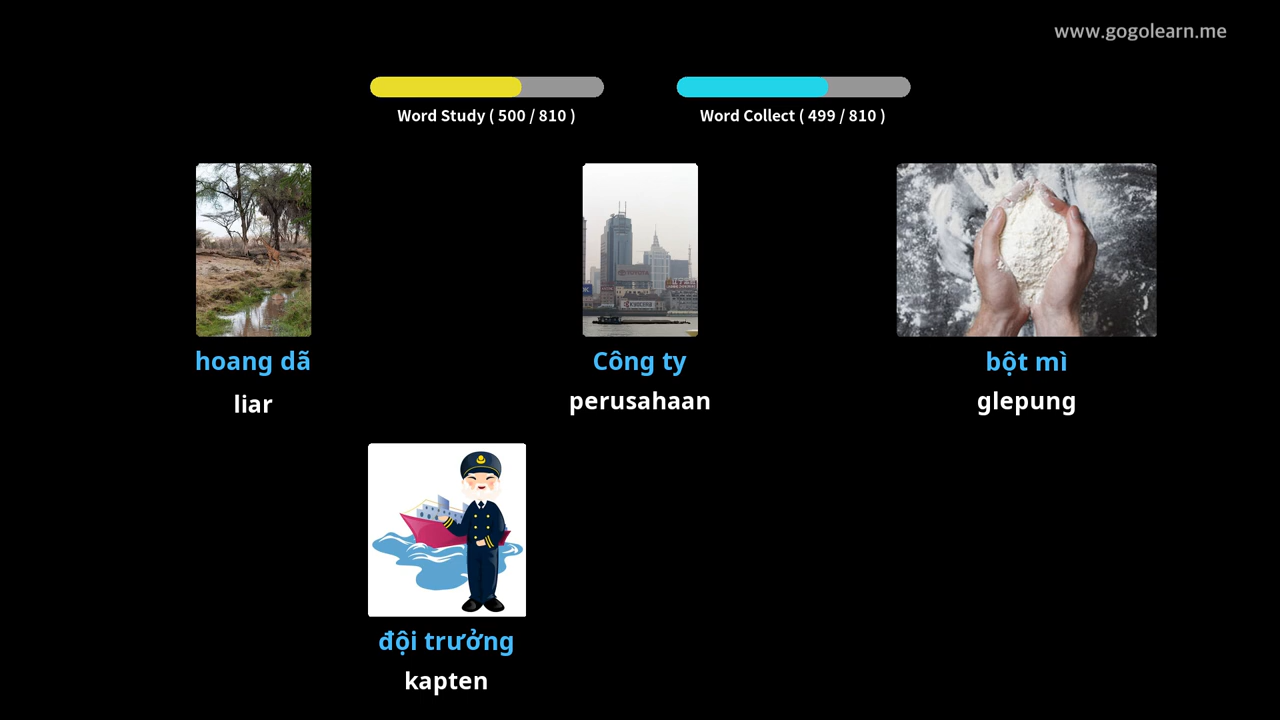 www.gogolearn.me
Word Study ( 500 / 810 )
Word Collect ( 499 / 810 )
hoang dã
liar
Công ty
perusahaan
bột mì
glepung
đội trưởng
kapten